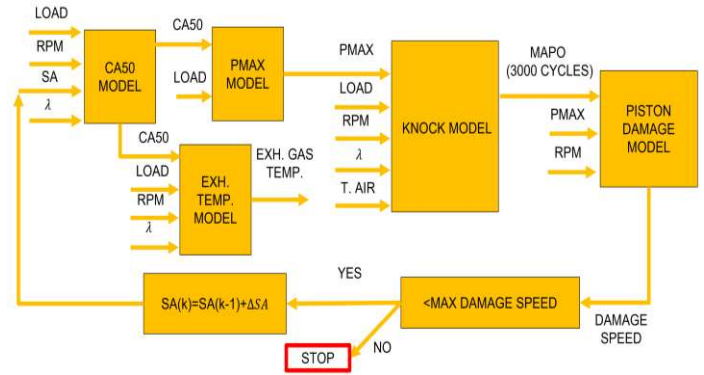 LOAD
RPM
SA
λ
CA50
MODEL
CA50
LOAD
PMAX
MODEL
PMAX
LOAD
RPM
λ
T. AIR
KNOCK MODEL
MAPO
(3000 CYCLES)
PMAX
RPM
PISTON
DAMAGE
MODEL
CA50
LOAD
RPM
λ
EXH.
TEMP.
MODEL
EXH. GAS
TEMP.
SA(k)=SA(k-1)+ΔSA
YES
<MAX DAMAGE SPEED
DAMAGE
SPEED
NO
STOP